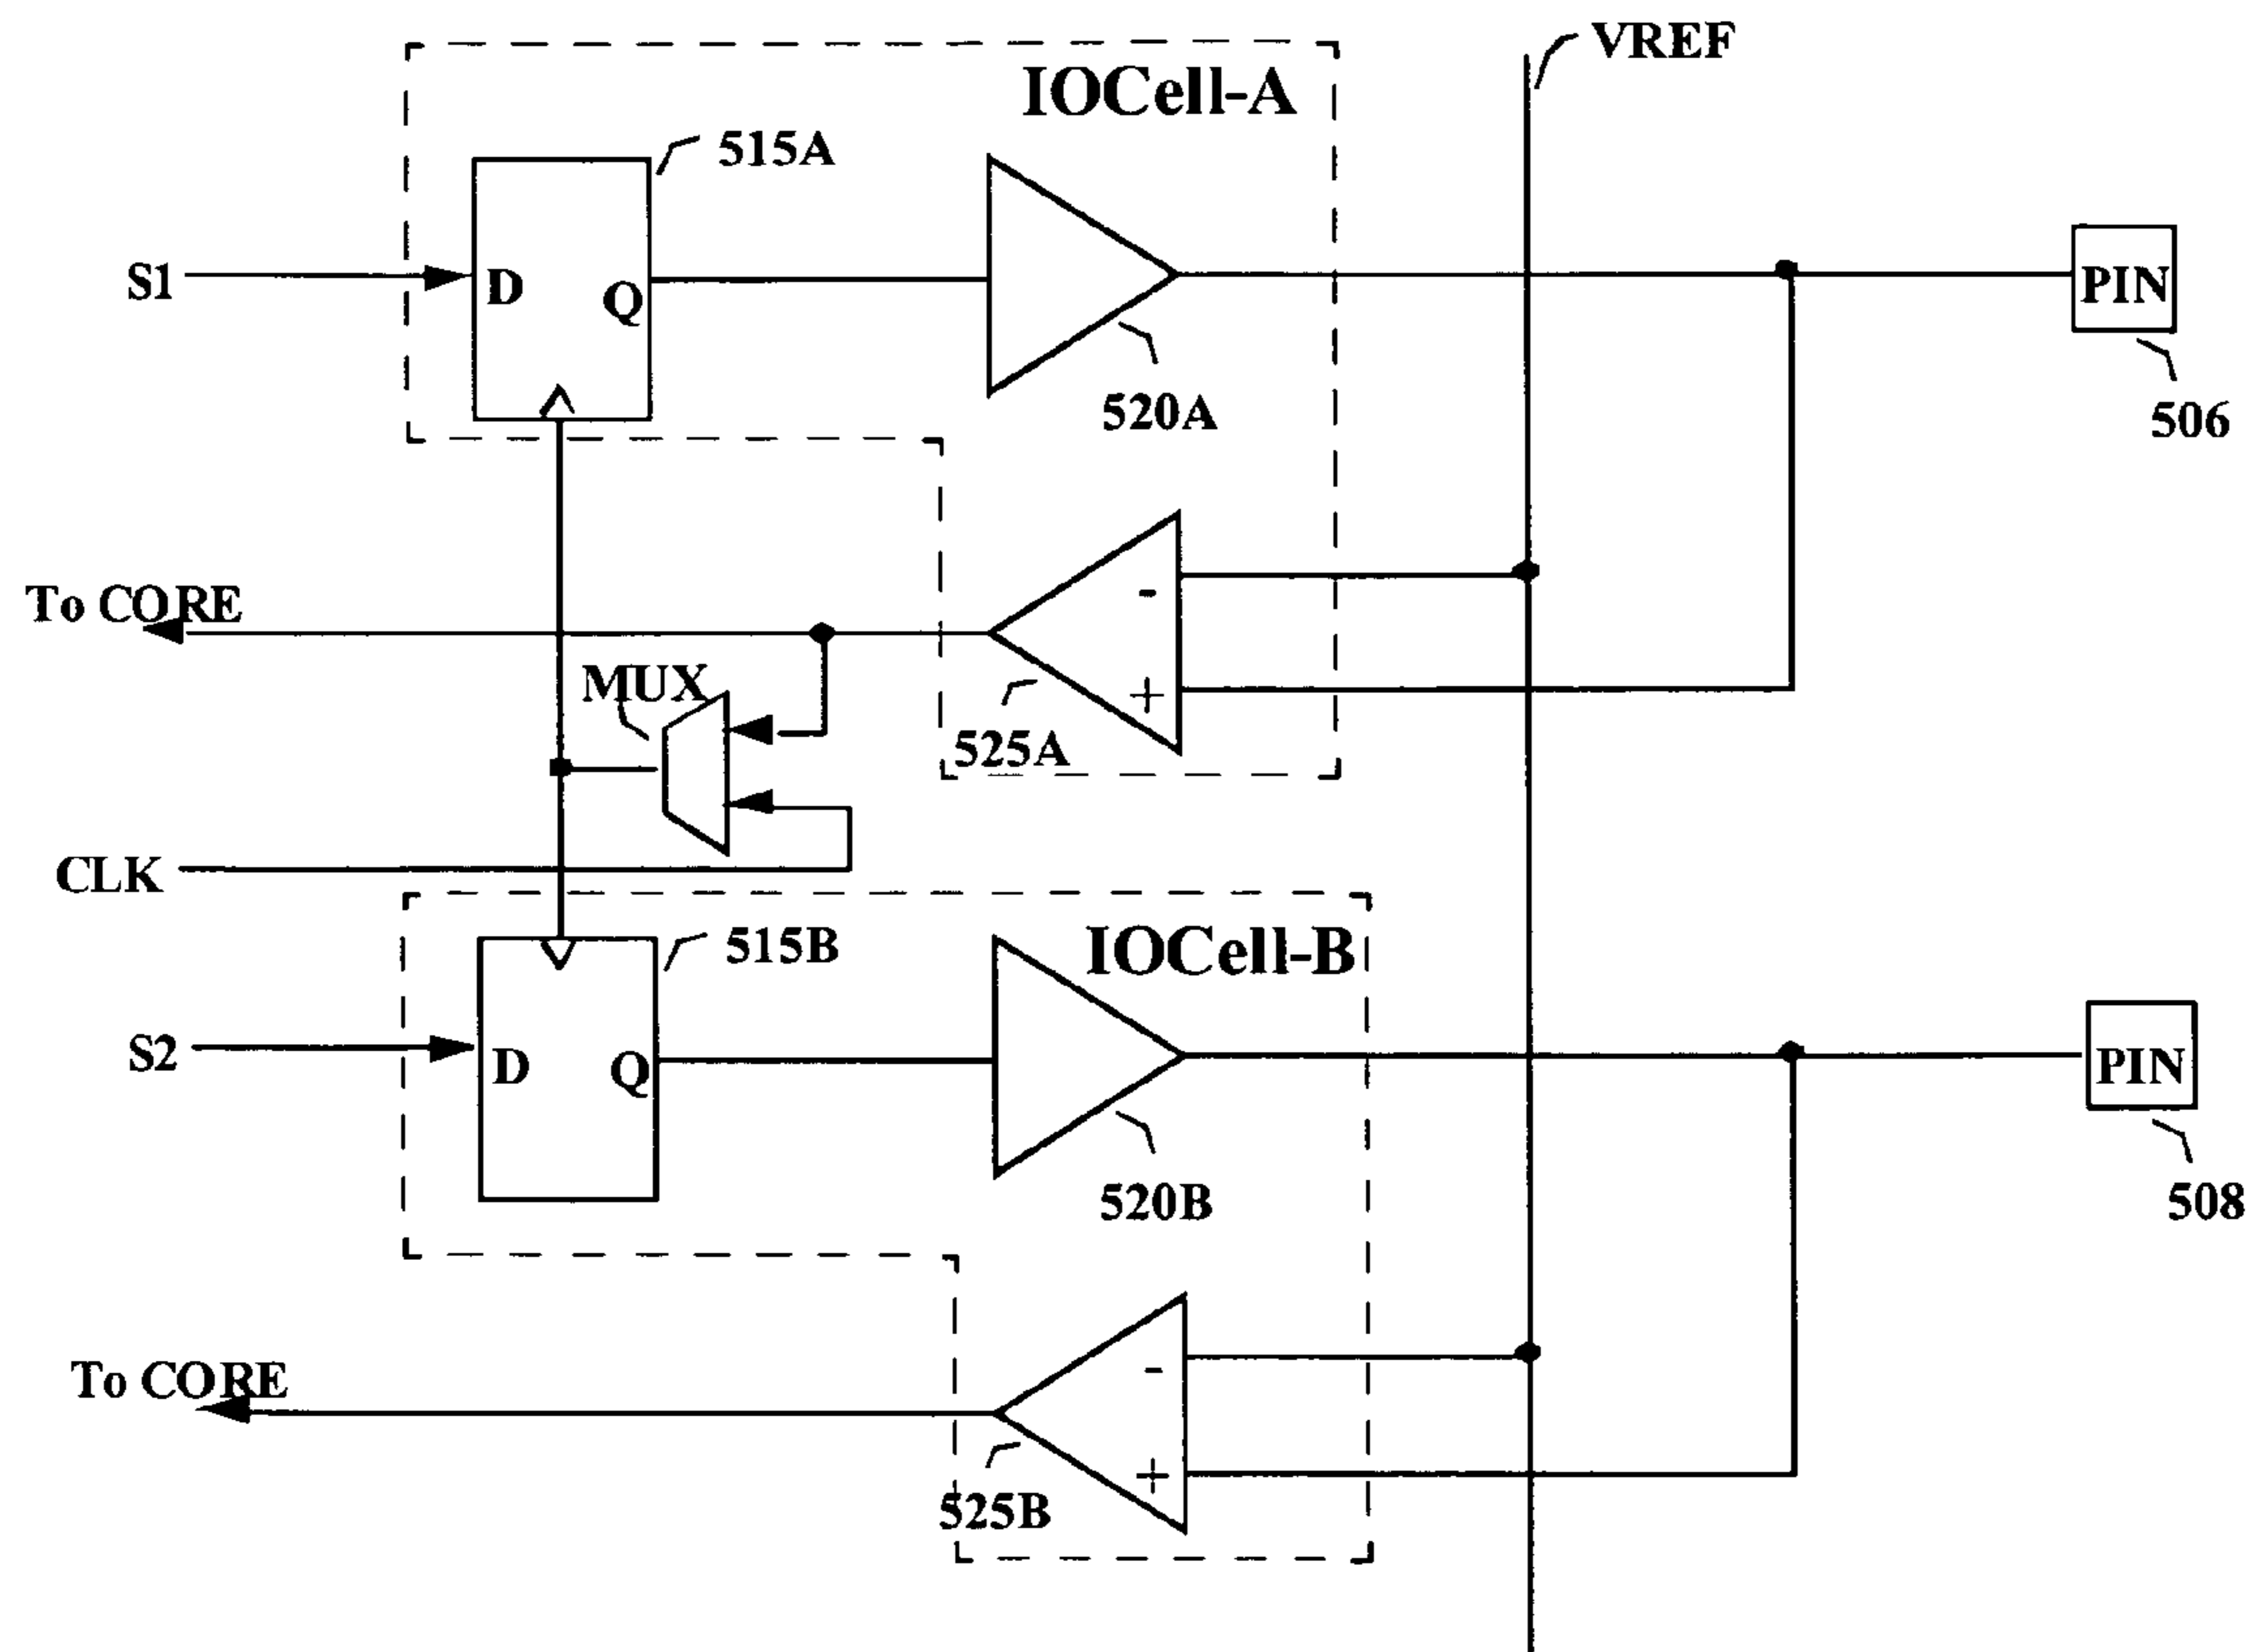 VREF
IOCell-A
515A
S1
D
Q
PIN
520A
506
-
To CORE
MUX
+
525A
CLK
IOCell-B
515B
S2
D
Q
PIN
520B
508
-
To CORE
+
525B